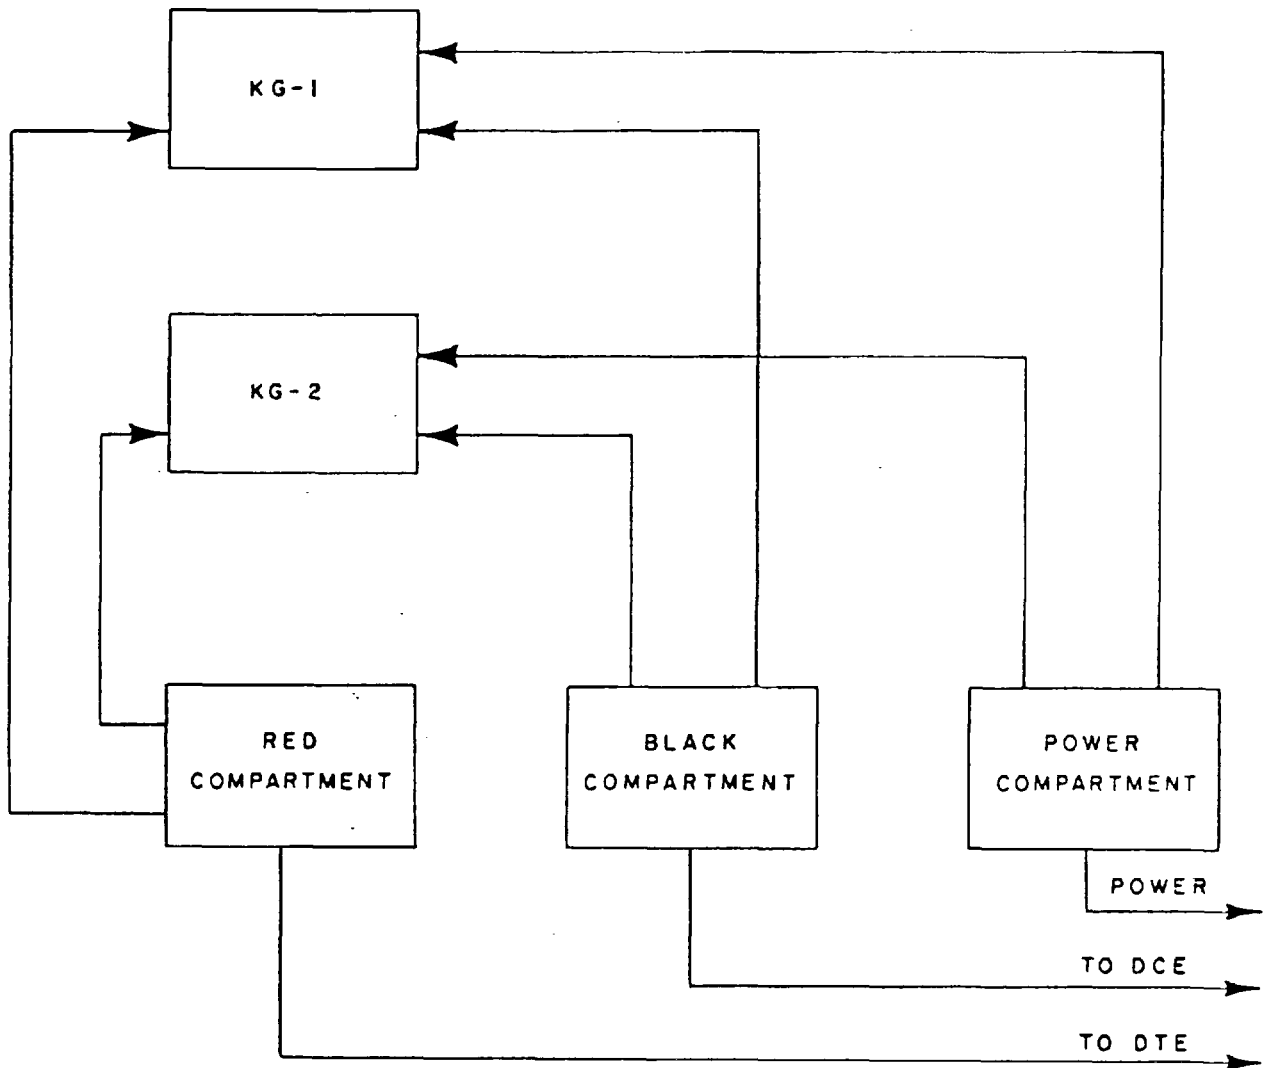 KG-1
KG-2
RED
COMPARTMENT
BLACK
COMPARTMENT
POWER
COMPARTMENT
POWER
TO DCE
TO DTE